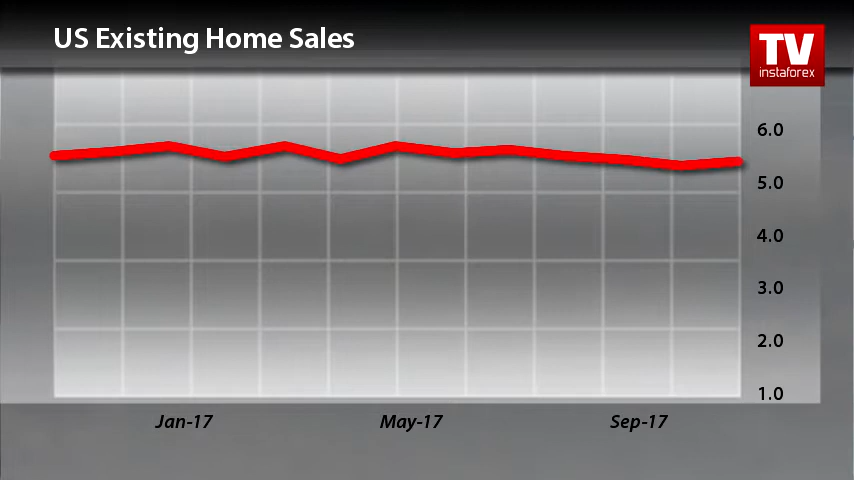 US Existing Home Sales
TV
instaforex
6.0
5.0
4.0
3.0
2.0
1.0
Jan-17
May-17
Sep-17